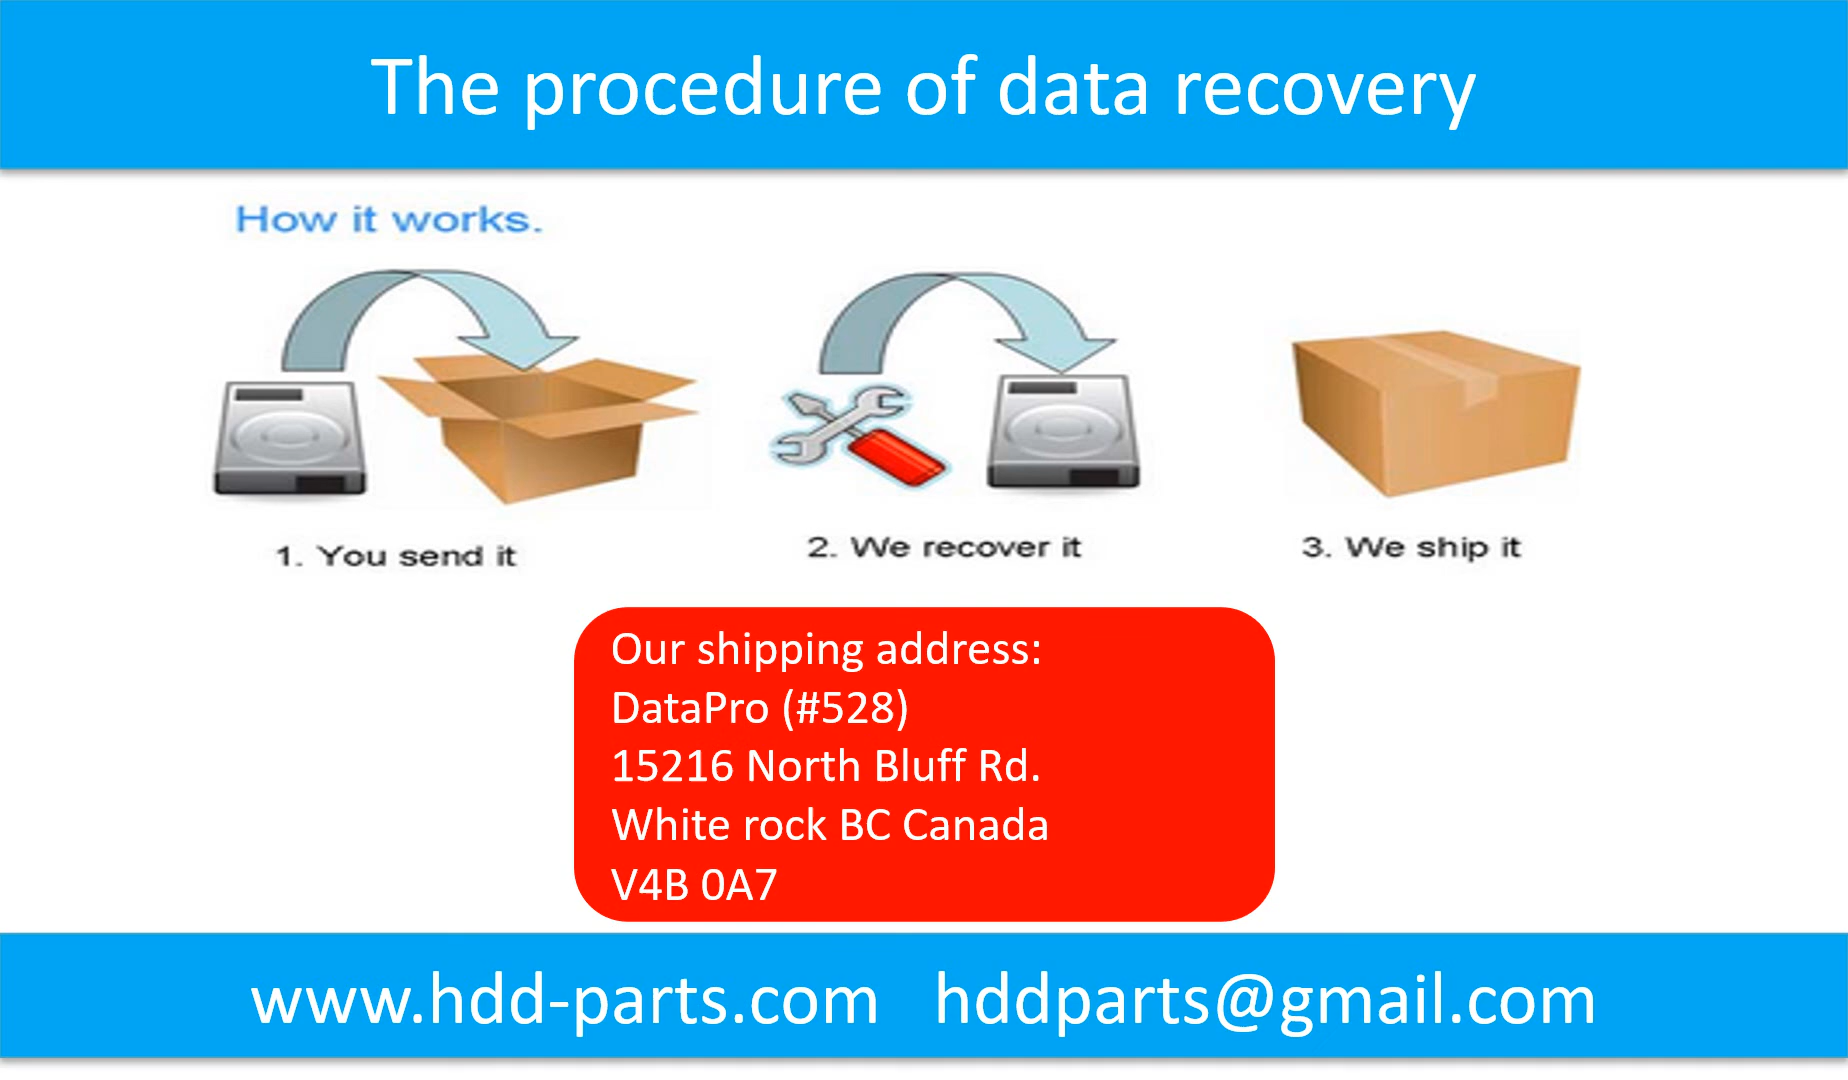 The procedure of data recovery
How it works.
1. You send it
2. We recover it
3. We ship it
Our shipping address:
DataPro (#528)
15216 North Bluff Rd.
White rock BC Canada
V4B 0A7
www.hdd-parts.com hddparts@gmail.com